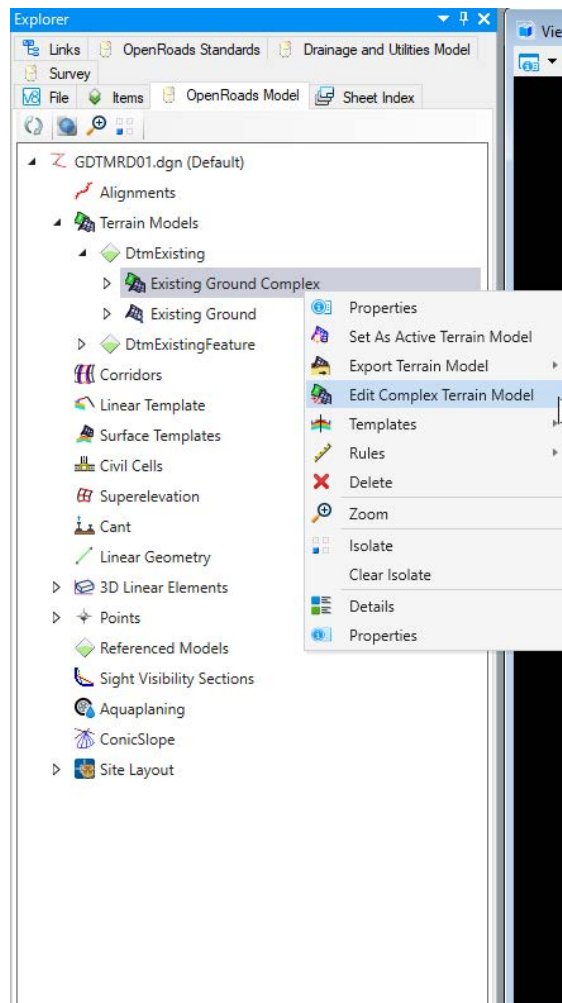 Explorer
Vie
Links OpenRoads Standards Drainage and Utilities Model
Survey
V8 File Items OpenRoads Model Sheet Index
GDTMRD01.dgn (Default)
Alignments
Terrain Models
DtmExisting
Existing Ground Complex
Existing Ground
DtmExistingFeature
Corridors
Linear Template
Surface Templates
Civil Cells
Superelevation
Cant
Linear Geometry
3D Linear Elements
Points
Referenced Models
Sight Visibility Sections
Aquaplaning
ConicSlope
Site Layout
Properties
Set As Active Terrain Model
Export Terrain Model
Edit Complex Terrain Model
Templates
Rules
Delete
Zoom
Isolate
Clear Isolate
Details
Properties